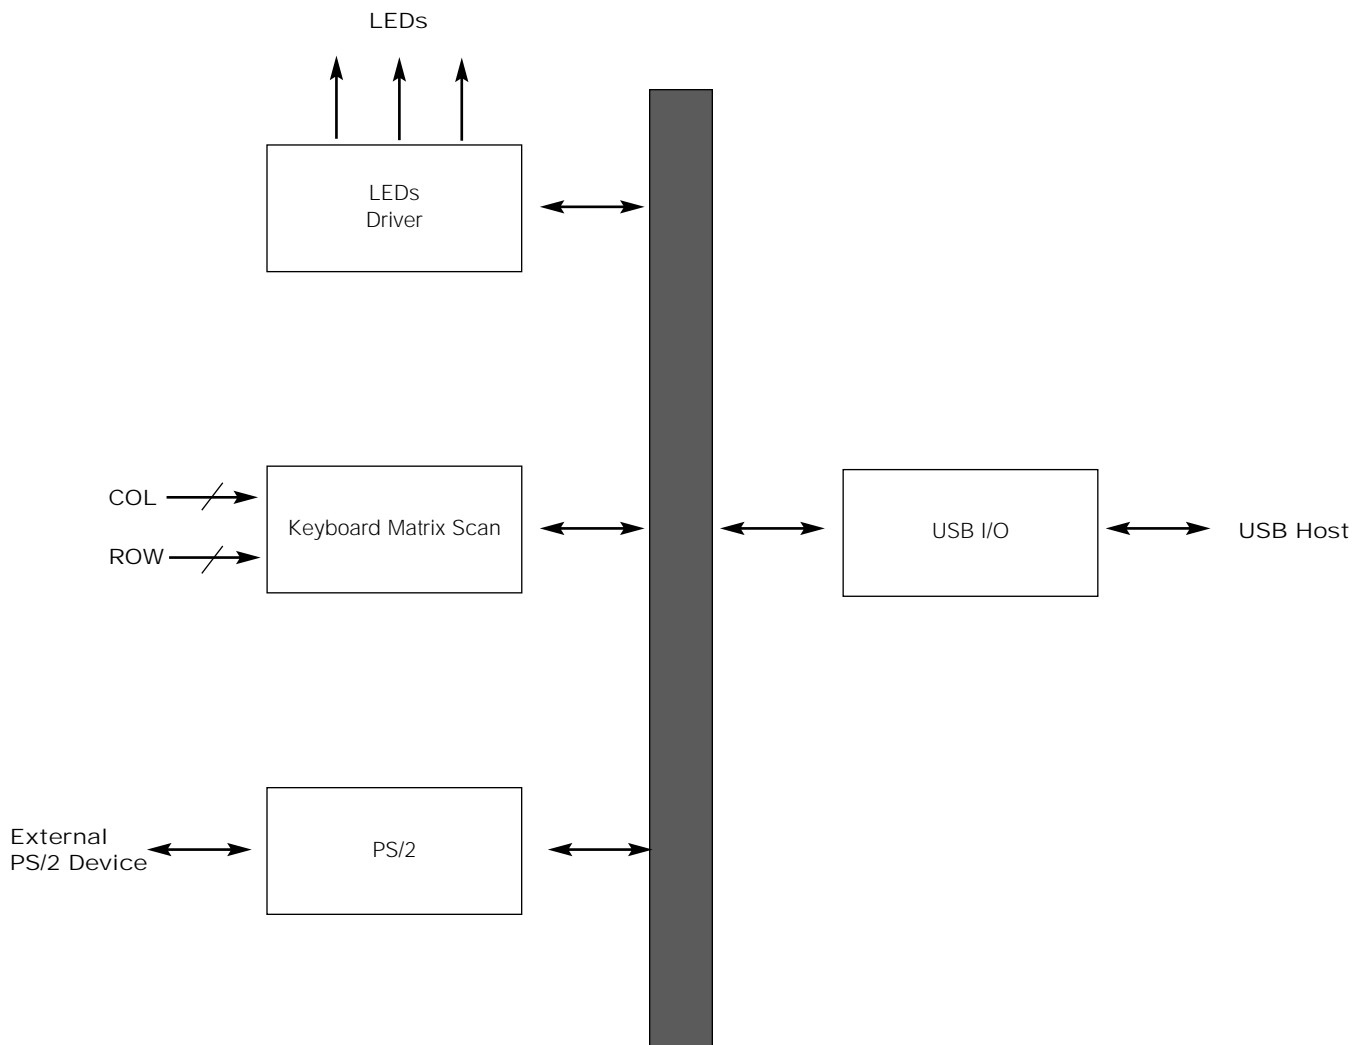 LEDs
LEDs
Driver
COL
ROW
Keyboard Matrix Scan
USB I/O
USB Host
External
PS/2 Device
PS/2